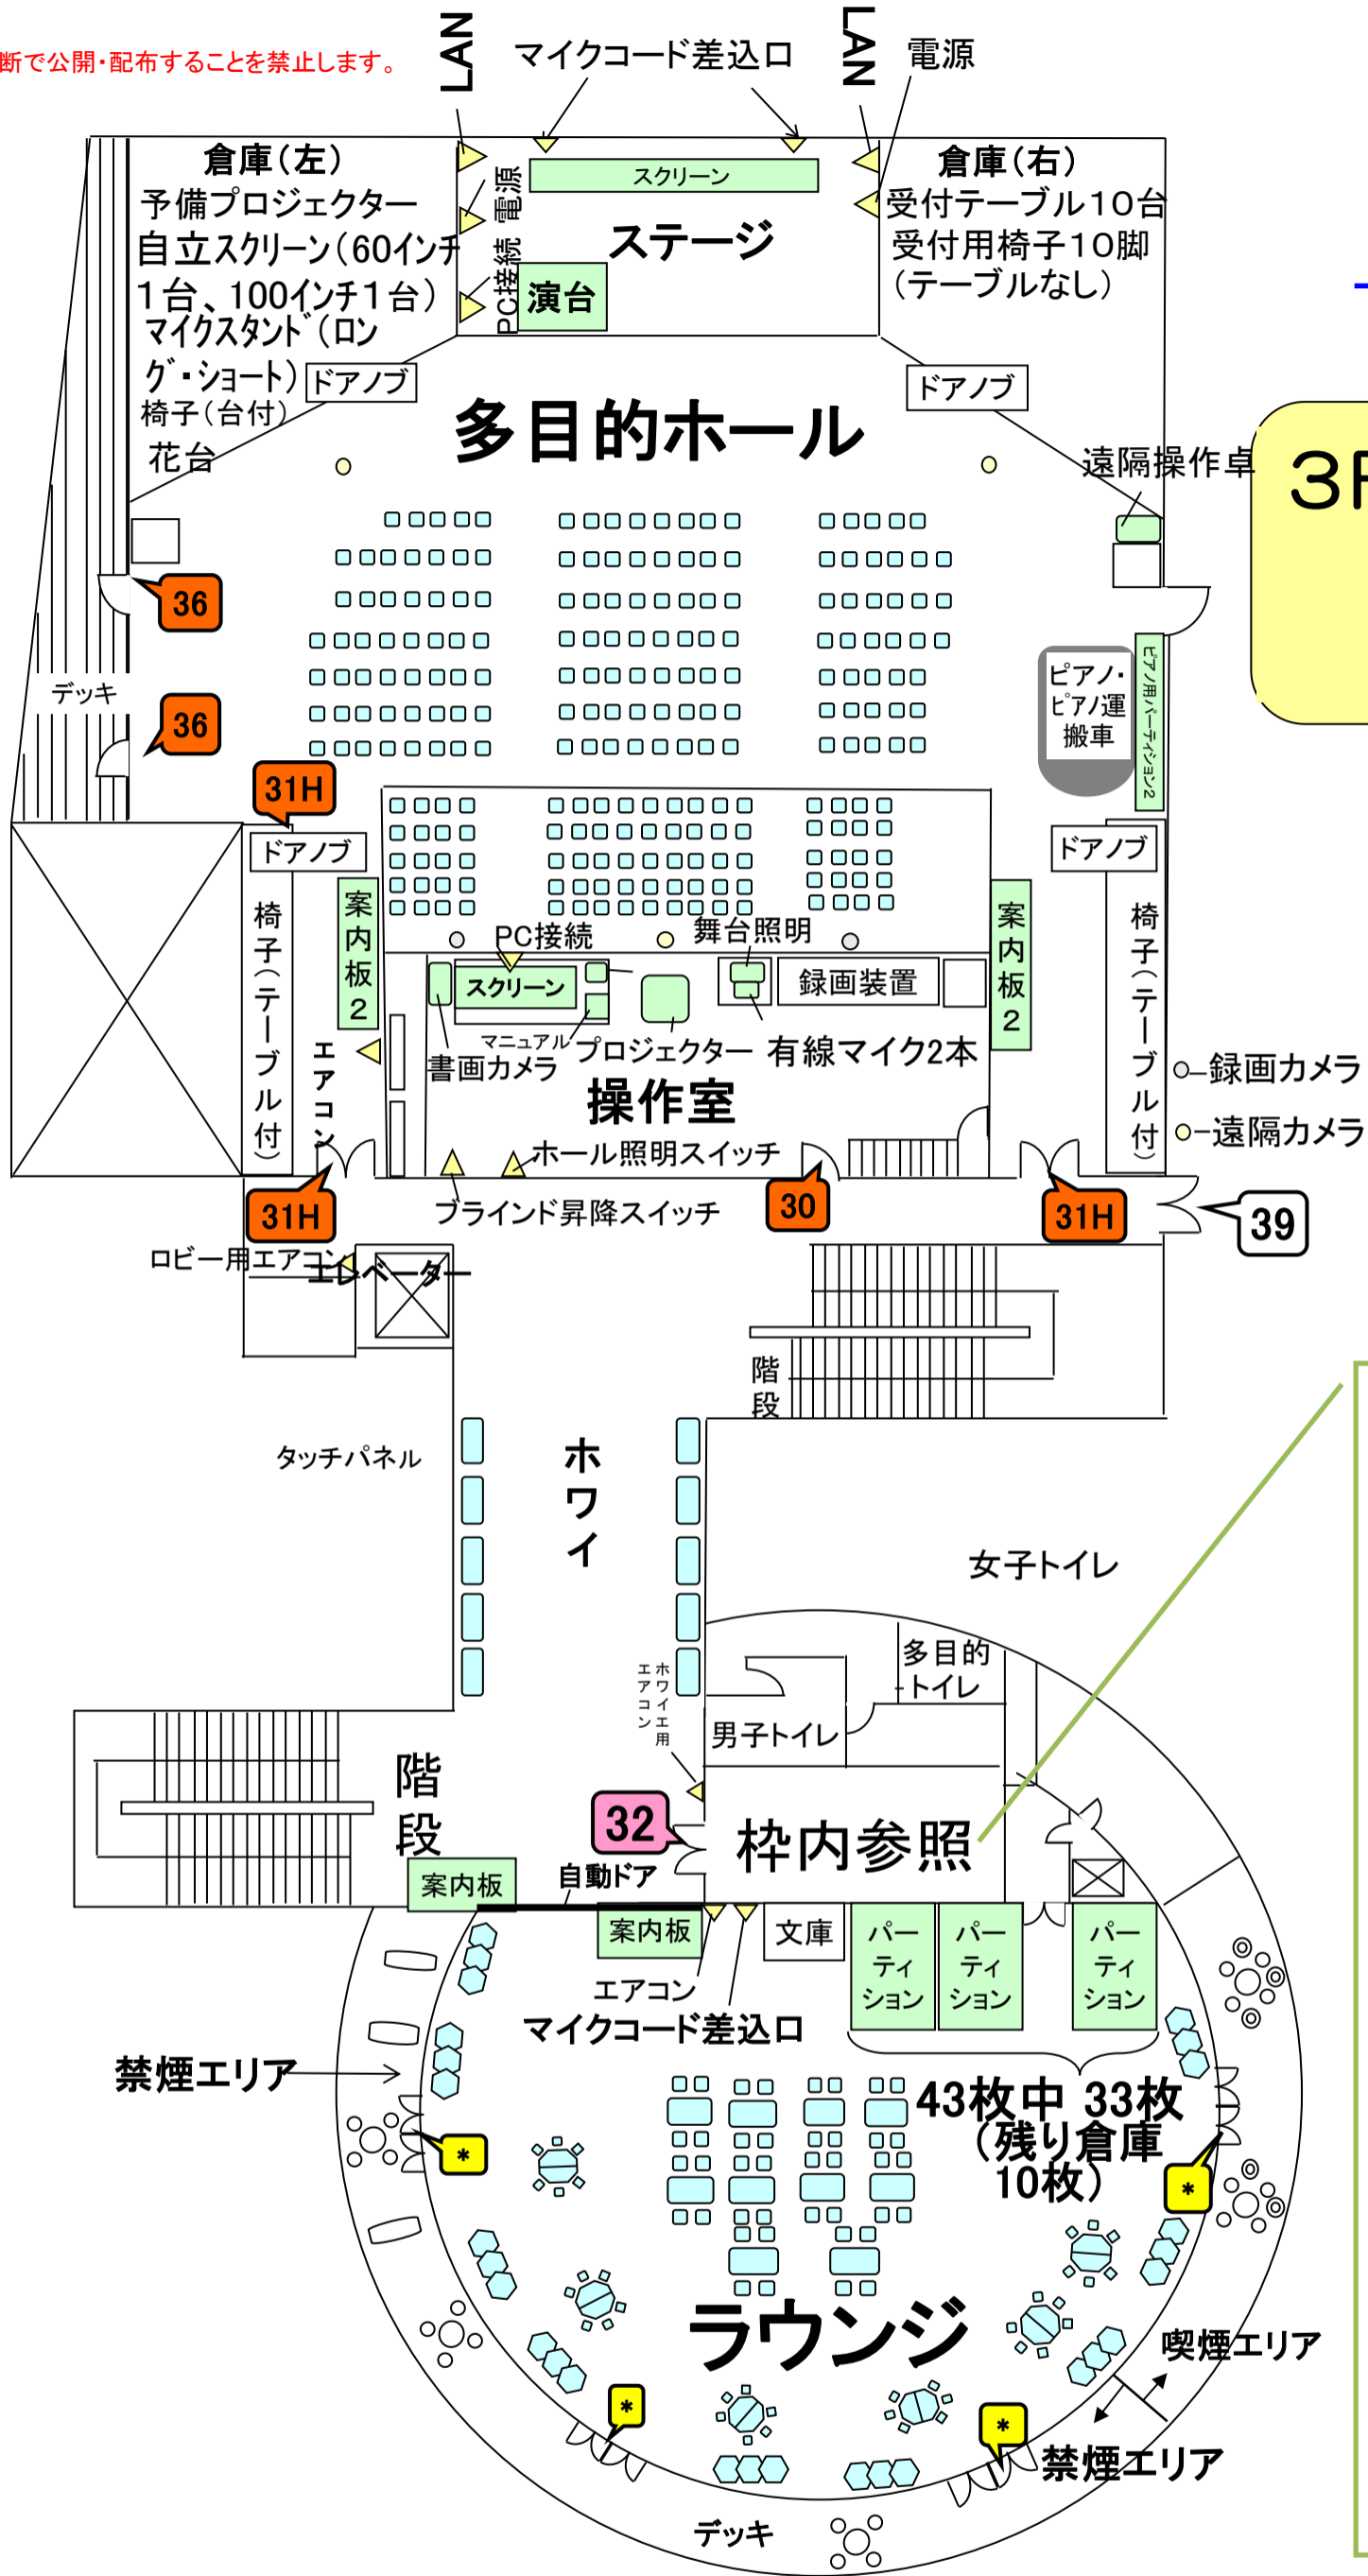 断で公開・配布することを禁止します。
LAN
マイクコード差込口
LAN
電源
倉庫(左)
予備プロジェクター
自立スクリーン(60インチ
1台、100インチ1台)
マイクスタンド(ロン
グ・ショート)
椅子(台付)
花台
電源
PC接続
スクリーン
ステージ
演台
倉庫(右)
受付テーブル10台
受付用椅子10脚
(テーブルなし)
ドアノブ
ドアノブ
多目的ホール
遠隔操作卓
3F
36
デッキ
36
ピアノ・
ピアノ運
搬車
ピアノ用パーティション2
31H
ドアノブ
ドアノブ
椅子(テーブル付)
案内板2
エアコン
PC接続
舞台照明
スクリーン
録画装置
マニュアル
プロジェクター
有線マイク2本
書画カメラ
操作室
案内板2
椅子(テーブル付)
録画カメラ
遠隔カメラ
ホール照明スイッチ
ブラインド昇降スイッチ
31H
30
31H
39
ロビー用エアコン
エレベーター
階段
タッチパネル
ホワイ
女子トイレ
ホワイエ用
エアコン
多目的
トイレ
男子トイレ
階段
32
枠内参照
案内板
自動ドア
案内板
文庫
パーティション
パーティション
パーティション
エアコン
マイクコード差込口
禁煙エリア
43枚中 33枚
(残り倉庫
10枚)
*
*
ラウンジ
喫煙エリア
*
*
禁煙エリア
デッキ